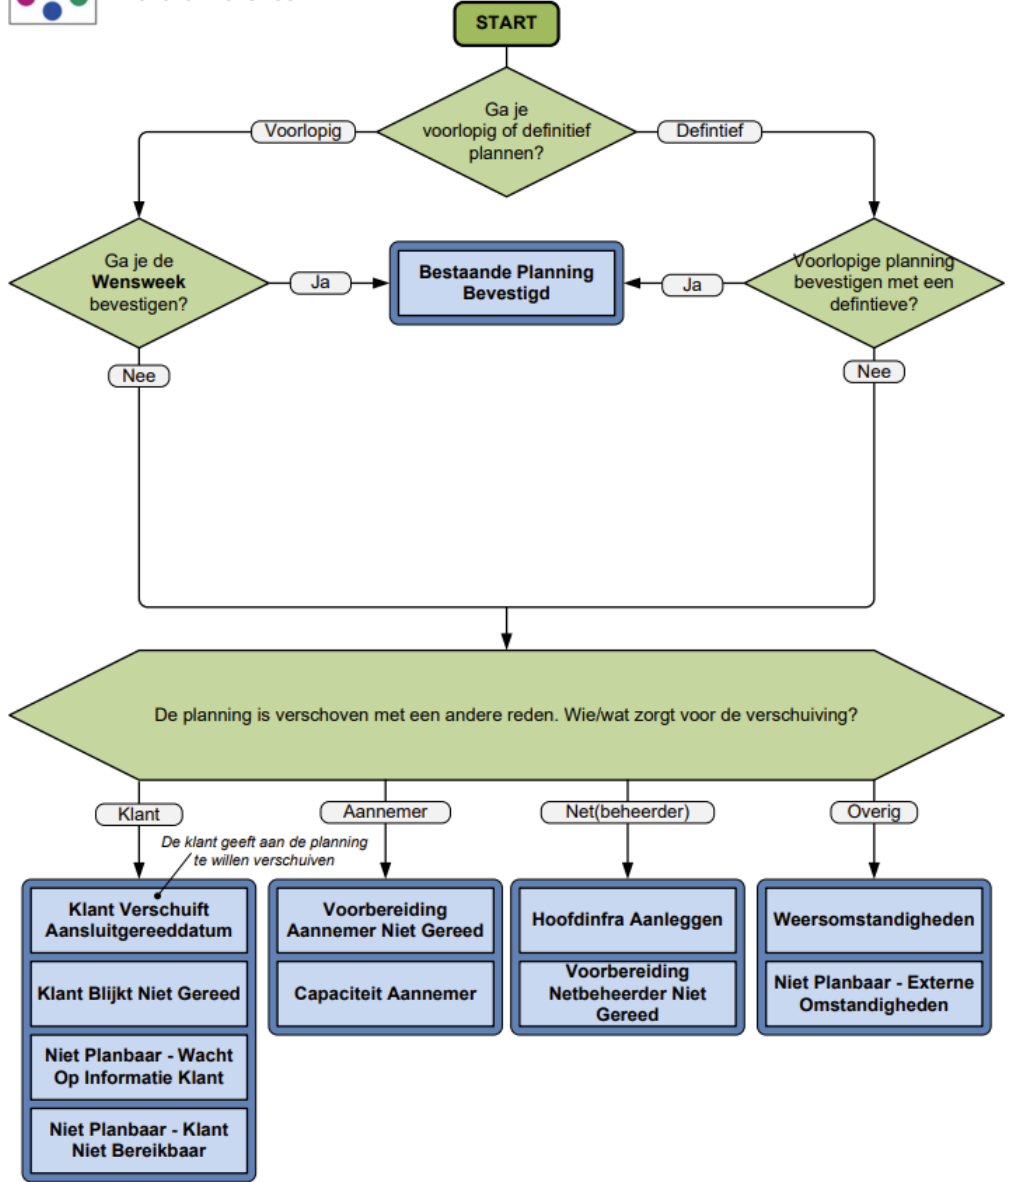 START
Ga je
voorlopig of definitief
plannen?
Voorlopig
Defintief
Ga je de
Wensweek
bevestigen?
Ja
Bestaande Planning
Bevestigd
Ja
Voorlopige planning
bevestigen met een
defintieve?
Nee
Nee
De planning is verschoven met een andere reden. Wie/wat zorgt voor de verschuiving?
Klant
Aannemer
Net(beheerder)
Overig
De klant geeft aan de planning
te willen verschuiven
Klant Verschuift
Aansluitgereeddatum
Klant Blijkt Niet Gereed
Niet Planbaar - Wacht
Op Informatie Klant
Niet Planbaar - Klant
Niet Bereikbaar
Voorbereiding
Aannemer Niet Gereed
Capaciteit Aannemer
Hoofdinfra Aanleggen
Voorbereiding
Netbeheerder Niet
Gereed
Weersomstandigheden
Niet Planbaar - Externe
Omstandigheden